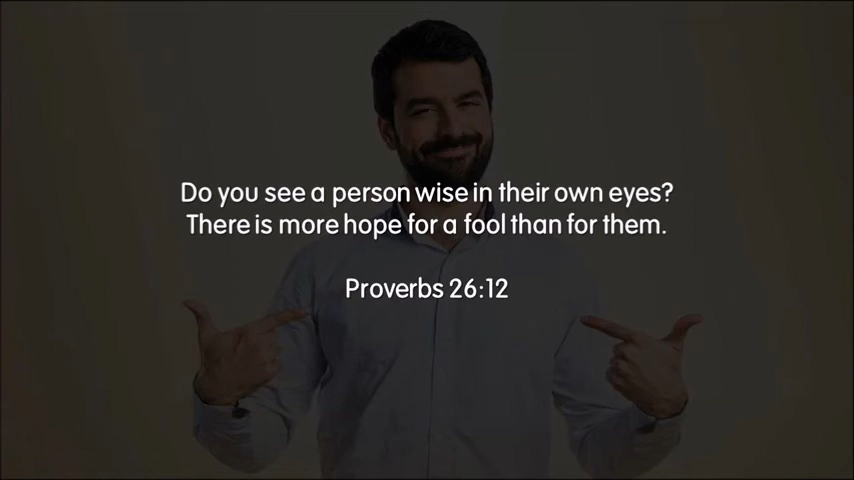 Do you see a person wise in their own eyes?
There is more hope for a fool than for them.
Proverbs 26:12